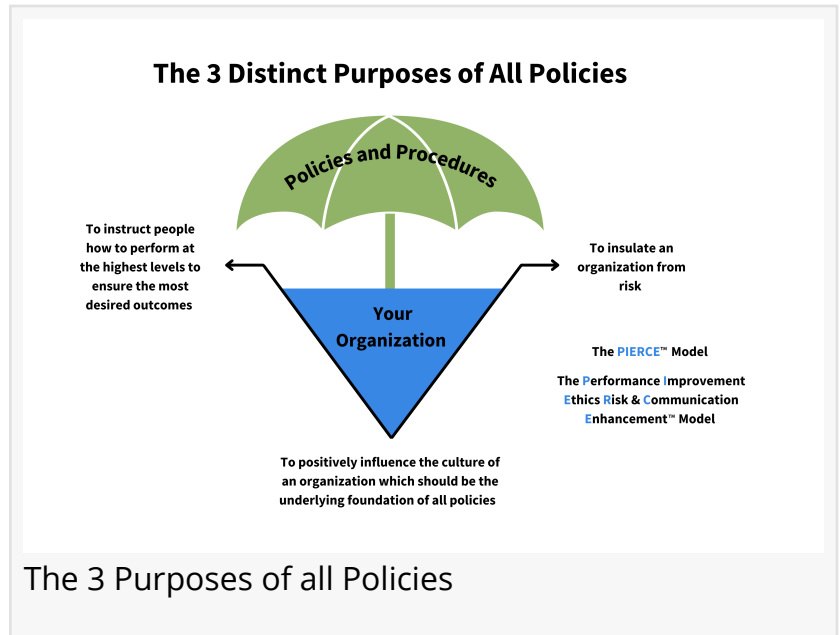 The 3 Distinct Purposes of All Policies
Policies and Procedures
To instruct people
how to perform at
the highest levels to
ensure the most
desired outcomes
To insulate an
organization from
risk
Your
Organization
The PIERCE™ Model
The Performance Improvement
Ethics Risk & Communication
Enhancement™ Model
To positively influence the culture of
an organization which should be the
underlying foundation of all policies
The 3 Purposes of all Policies